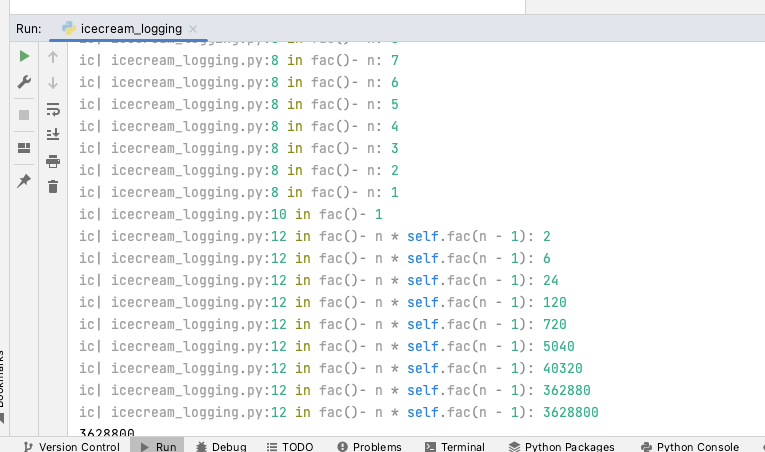 Run: icecream_logging
ic| icecream_logging.py:8 in fac()- n: 7
ic| icecream_logging.py:8 in fac()- n: 6
ic| icecream_logging.py:8 in fac()- n: 5
ic| icecream_logging.py:8 in fac()- n: 4
ic| icecream_logging.py:8 in fac()- n: 3
ic| icecream_logging.py:8 in fac()- n: 2
ic| icecream_logging.py:8 in fac()- n: 1
ic| icecream_logging.py:10 in fac()- 1
ic| icecream_logging.py:12 in fac()- n * self.fac(n - 1): 2
ic| icecream_logging.py:12 in fac()- n * self.fac(n - 1): 6
ic| icecream_logging.py:12 in fac()- n * self.fac(n - 1): 24
ic| icecream_logging.py:12 in fac()- n * self.fac(n - 1): 120
ic| icecream_logging.py:12 in fac()- n * self.fac(n - 1): 720
ic| icecream_logging.py:12 in fac()- n * self.fac(n - 1): 5040
ic| icecream_logging.py:12 in fac()- n * self.fac(n - 1): 40320
ic| icecream_logging.py:12 in fac()- n * self.fac(n - 1): 362880
ic| icecream_logging.py:12 in fac()- n * self.fac(n - 1): 3628800
3628800
Version Control Run Debug TODO Problems Terminal Python Packages Python Console